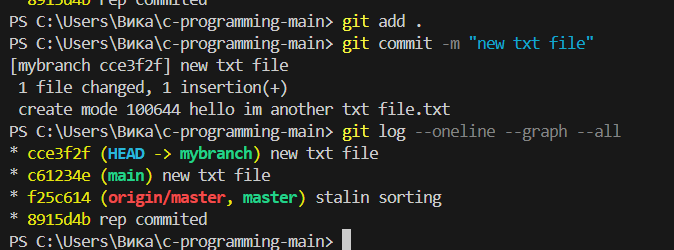 8915d4b rep commited
PS C:\Users\Вика\c-programming-main> git add .
PS C:\Users\Вика\c-programming-main> git commit -m "new txt file"
[mybranch cce3f2f] new txt file
 1 file changed, 1 insertion(+)
 create mode 100644 hello im another txt file.txt
PS C:\Users\Вика\c-programming-main> git log --oneline --graph --all
* cce3f2f (HEAD -> mybranch) new txt file
* c61234e (main) new txt file
* f25c614 (origin/master, master) stalin sorting
* 8915d4b rep commited
PS C:\Users\Вика\c-programming-main>